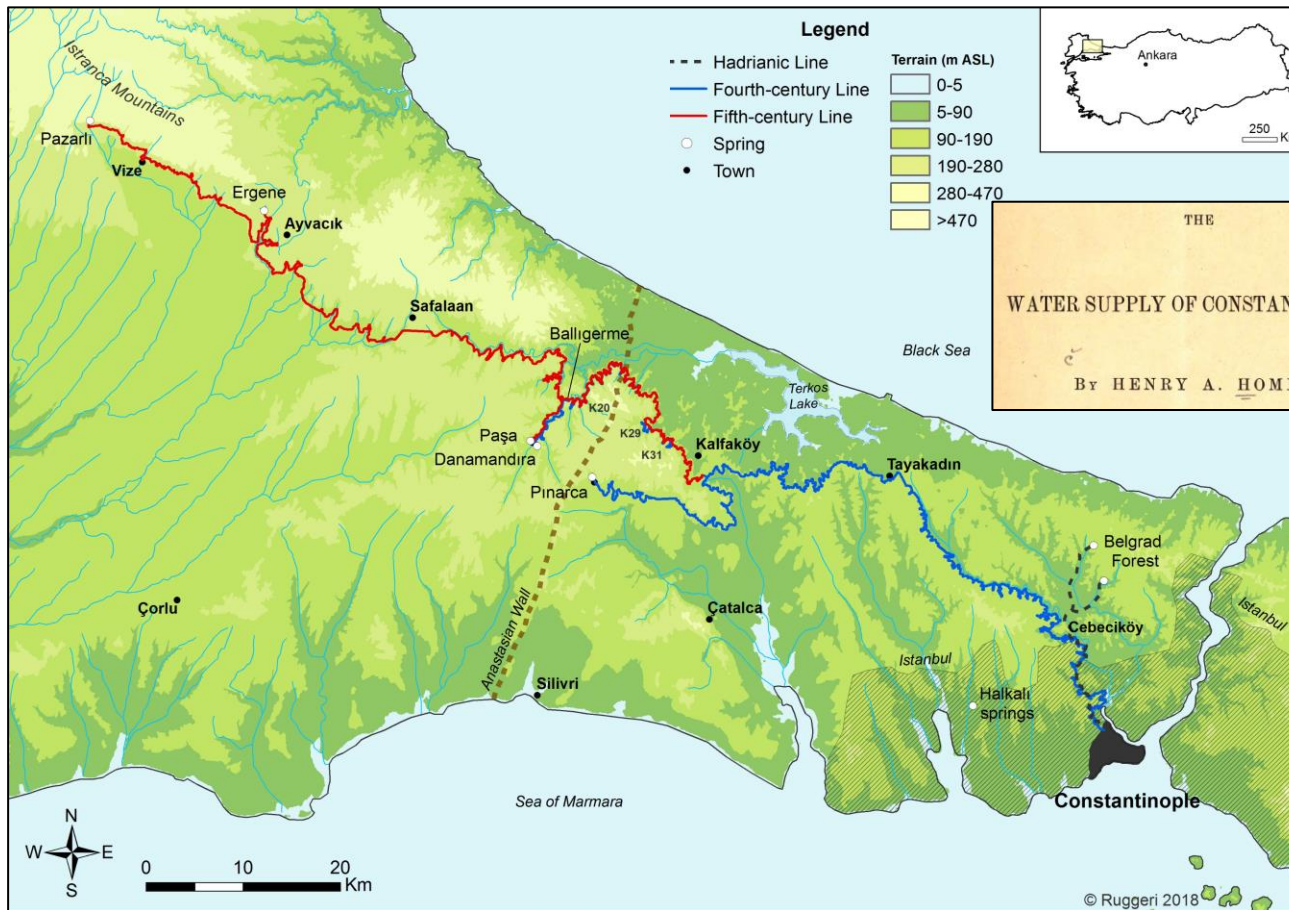 Legend
Hadrianic Line
Fourth-century Line
Fifth-century Line
Spring
Town
Terrain (m ASL)
0-5
5-90
90-190
190-280
280-470
>470
Ankara
250
THE
WATER SUPPLY OF
BY HENRY A.
Istranca Mountains
Pazarlı
Vize
Ergene
Ayvacık
Safalaan
Ballıgerme
Black Sea
Terkos
Lake
K20
K29
K31
Kalfaköy
Paşa
Danamandıra
Pınarca
Tayakadın
Belgrad
Forest
Istanbul
Çorlu
Anastasian Wall
Çatalca
Cebeciköy
Istanbul
Silivri
Halkalı
springs
Sea of Marmara
Constantinople
N
W E
S
0 10 20
Km
© Ruggeri 2018